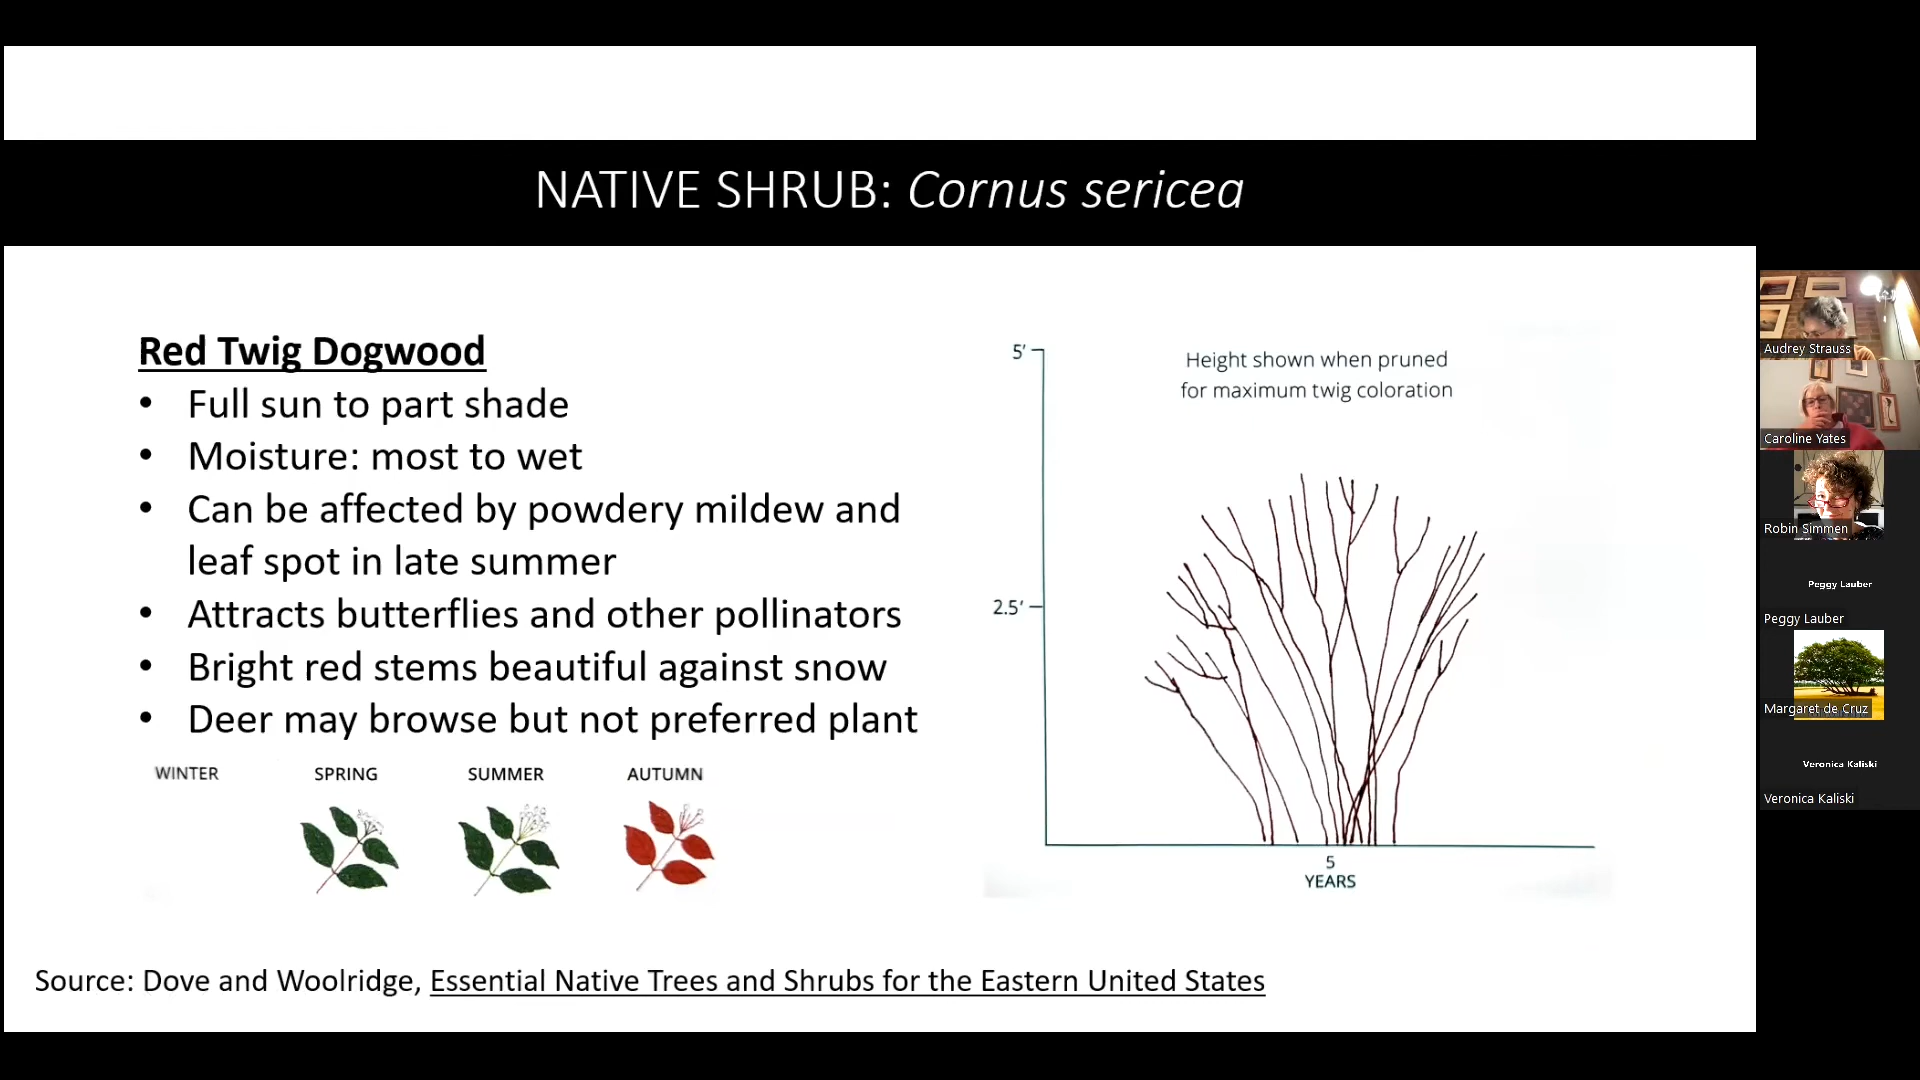 NATIVE SHRUB: Cornus sericea
Red Twig Dogwood
• Full sun to part shade
• Moisture: most to wet
• Can be affected by powdery mildew and
leaf spot in late summer
• Attracts butterflies and other pollinators
• Bright red stems beautiful against snow
• Deer may browse but not preferred plant
WINTER SPRING SUMMER AUTUMN
5'
Height shown when pruned
for maximum twig coloration
2.5'
5
YEARS
Source: Dove and Woolridge, Essential Native Trees and Shrubs for the Eastern United States
Audrey Strauss
Caroline Yates
Robin Simmen
Peggy Lauber
Peggy Lauber
Margaret de Cruz
Veronica Kaliski
Veronica Kaliski